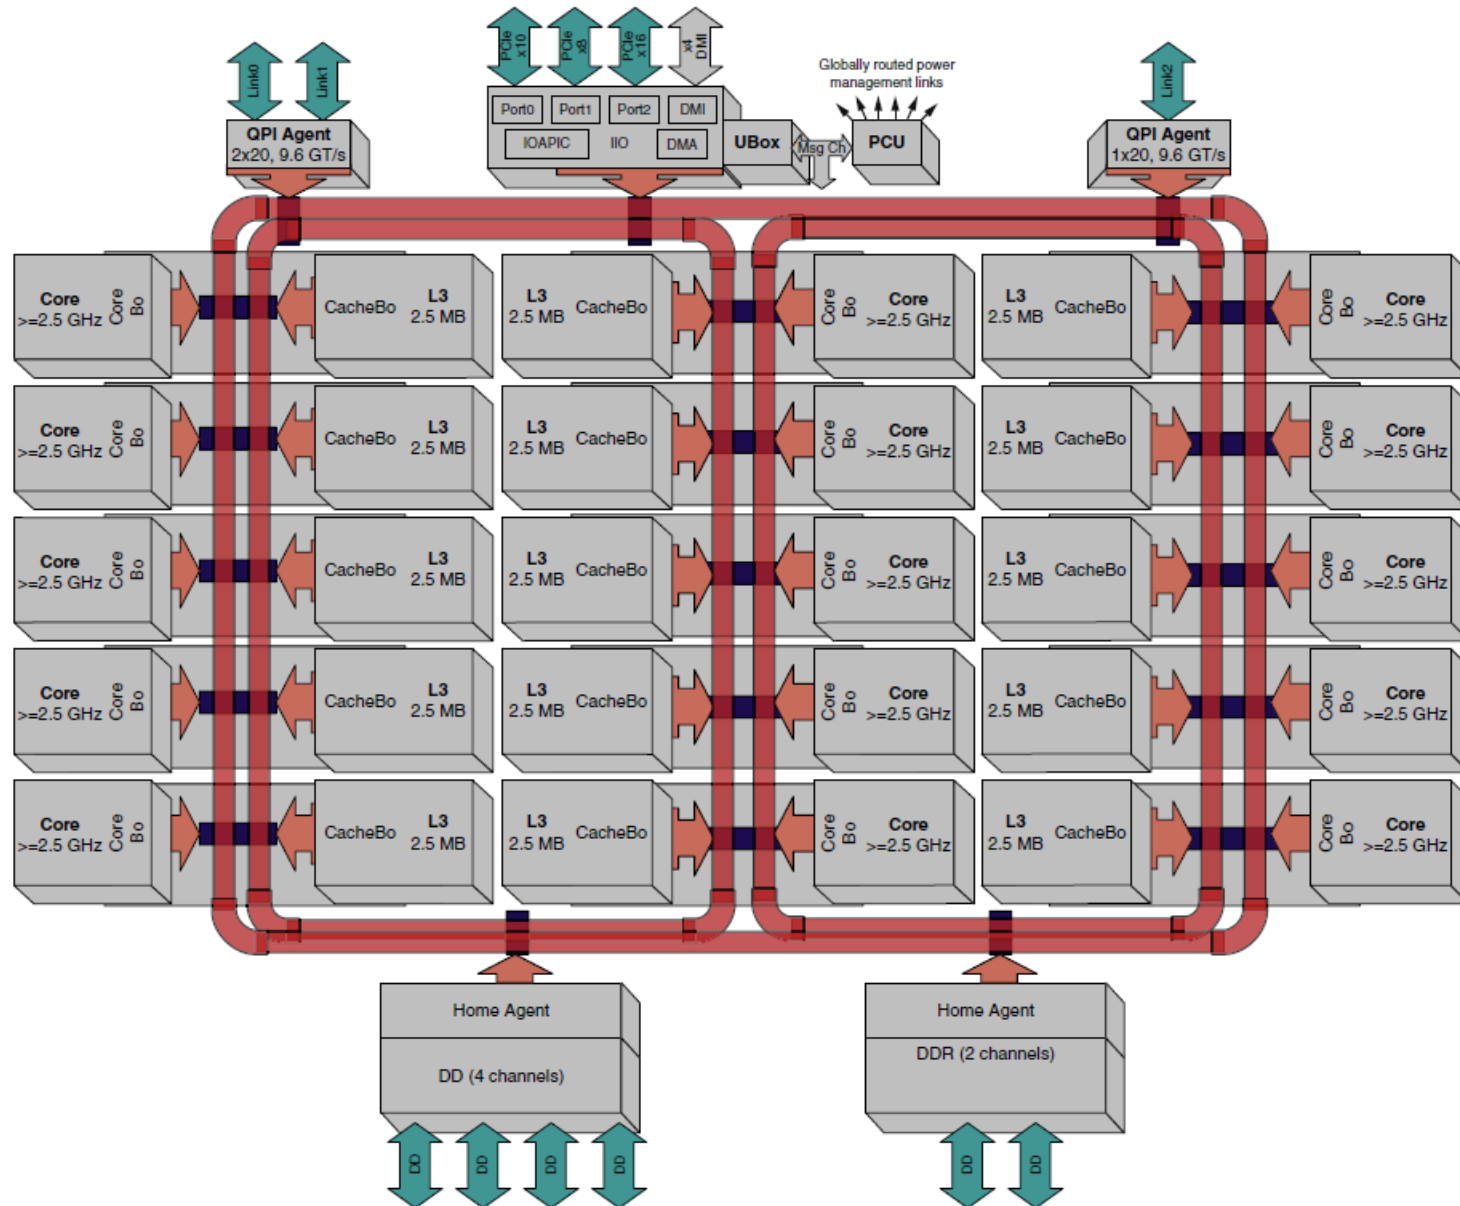 PCIe
x10
PCIe
x8
PCIe
x16
x4
DMI
Link0
Link1
Link2
Globally routed power
management links
QPI Agent
2x20, 9.6 GT/s
Port0
Port1
Port2
DMI
IOAPIC
IIO
DMA
UBox
Msg Ch
PCU
QPI Agent
1x20, 9.6 GT/s
Core
>=2.5 GHz
Core
Bo
CacheBo
L3
2.5 MB
L3
2.5 MB
CacheBo
Core
Bo
Core
>=2.5 GHz
L3
2.5 MB
CacheBo
Core
Bo
Core
>=2.5 GHz
Core
>=2.5 GHz
Core
Bo
CacheBo
L3
2.5 MB
L3
2.5 MB
CacheBo
Core
Bo
Core
>=2.5 GHz
L3
2.5 MB
CacheBo
Core
Bo
Core
>=2.5 GHz
Core
>=2.5 GHz
Core
Bo
CacheBo
L3
2.5 MB
L3
2.5 MB
CacheBo
Core
Bo
Core
>=2.5 GHz
L3
2.5 MB
CacheBo
Core
Bo
Core
>=2.5 GHz
Core
>=2.5 GHz
Core
Bo
CacheBo
L3
2.5 MB
L3
2.5 MB
CacheBo
Core
Bo
Core
>=2.5 GHz
L3
2.5 MB
CacheBo
Core
Bo
Core
>=2.5 GHz
Core
>=2.5 GHz
Core
Bo
CacheBo
L3
2.5 MB
L3
2.5 MB
CacheBo
Core
Bo
Core
>=2.5 GHz
L3
2.5 MB
CacheBo
Core
Bo
Core
>=2.5 GHz
Home Agent
DD (4 channels)
Home Agent
DDR (2 channels)
DD
DD
DD
DD
DD
DD